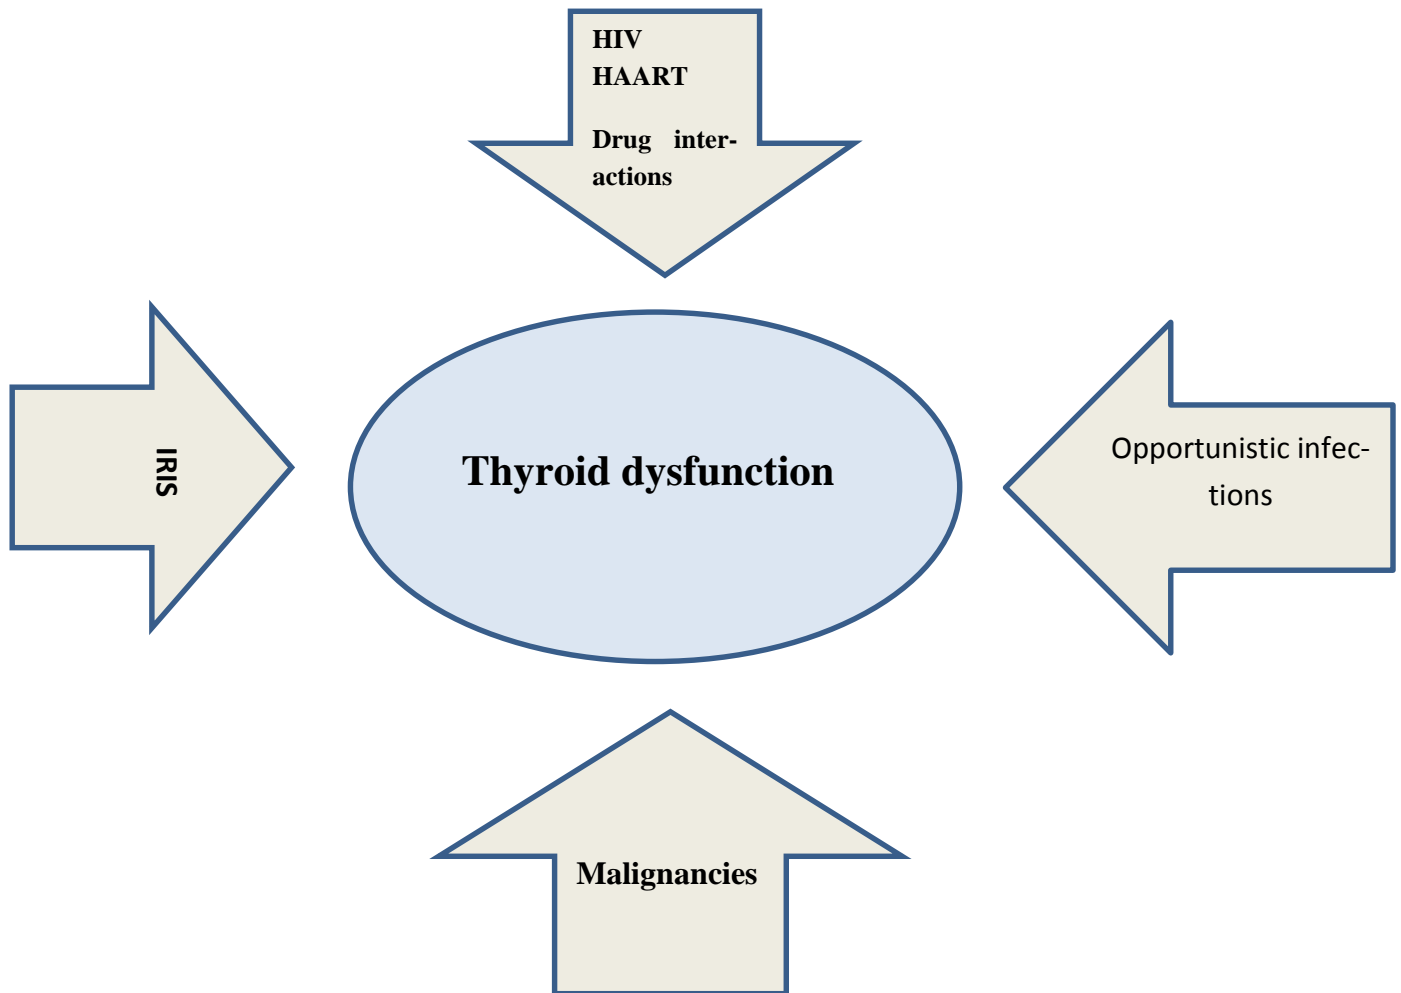 HIV
HAART
Drug inter-
actions
IRIS
Thyroid dysfunction
Opportunistic infec-
tions
Malignancies